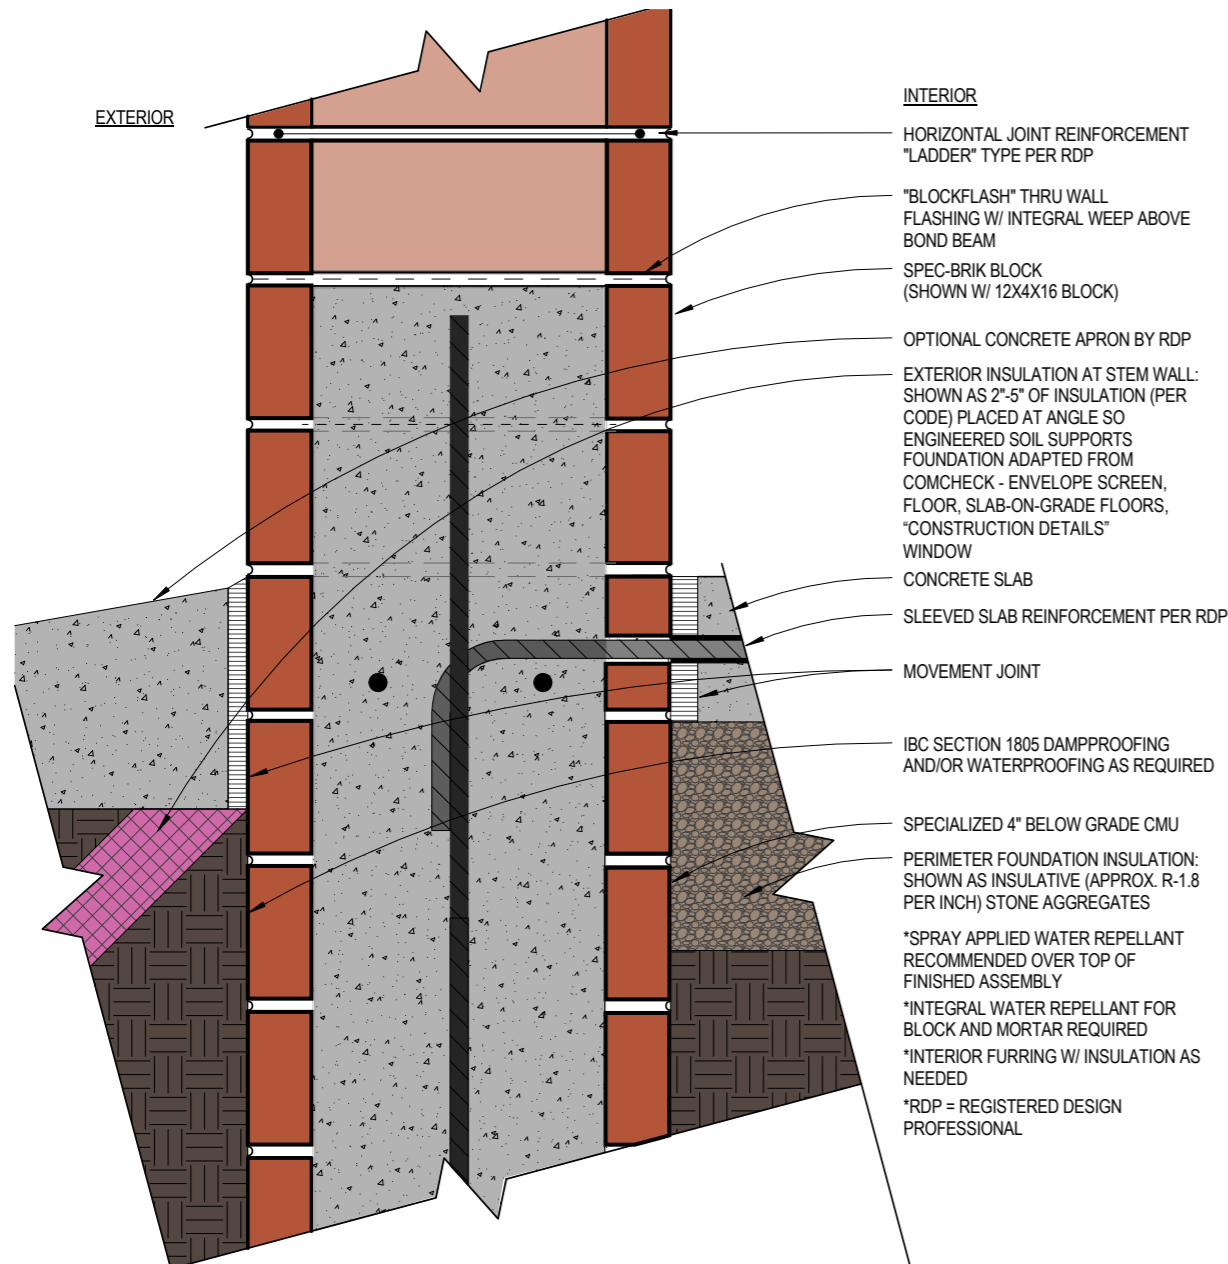 EXTERIOR
INTERIOR
HORIZONTAL JOINT REINFORCEMENT
"LADDER" TYPE PER RDP
"BLOCKFLASH" THRU WALL
FLASHING W/ INTEGRAL WEEP ABOVE
BOND BEAM
SPEC-BRIK BLOCK
(SHOWN W/ 12X4X16 BLOCK)
OPTIONAL CONCRETE APRON BY RDP
EXTERIOR INSULATION AT STEM WALL:
SHOWN AS 2"-5" OF INSULATION (PER
CODE) PLACED AT ANGLE SO
ENGINEERED SOIL SUPPORTS
FOUNDATION ADAPTED FROM
COMCHECK - ENVELOPE SCREEN,
FLOOR, SLAB-ON-GRADE FLOORS,
“CONSTRUCTION DETAILS”
WINDOW
CONCRETE SLAB
SLEEVED SLAB REINFORCEMENT PER RDP
MOVEMENT JOINT
IBC SECTION 1805 DAMPPROOFING
AND/OR WATERPROOFING AS REQUIRED
SPECIALIZED 4" BELOW GRADE CMU
PERIMETER FOUNDATION INSULATION:
SHOWN AS INSULATIVE (APPROX. R-1.8
PER INCH) STONE AGGREGATES
*SPRAY APPLIED WATER REPELLANT
RECOMMENDED OVER TOP OF
FINISHED ASSEMBLY
*INTEGRAL WATER REPELLANT FOR
BLOCK AND MORTAR REQUIRED
*INTERIOR FURRING W/ INSULATION AS
NEEDED
*RDP = REGISTERED DESIGN
PROFESSIONAL